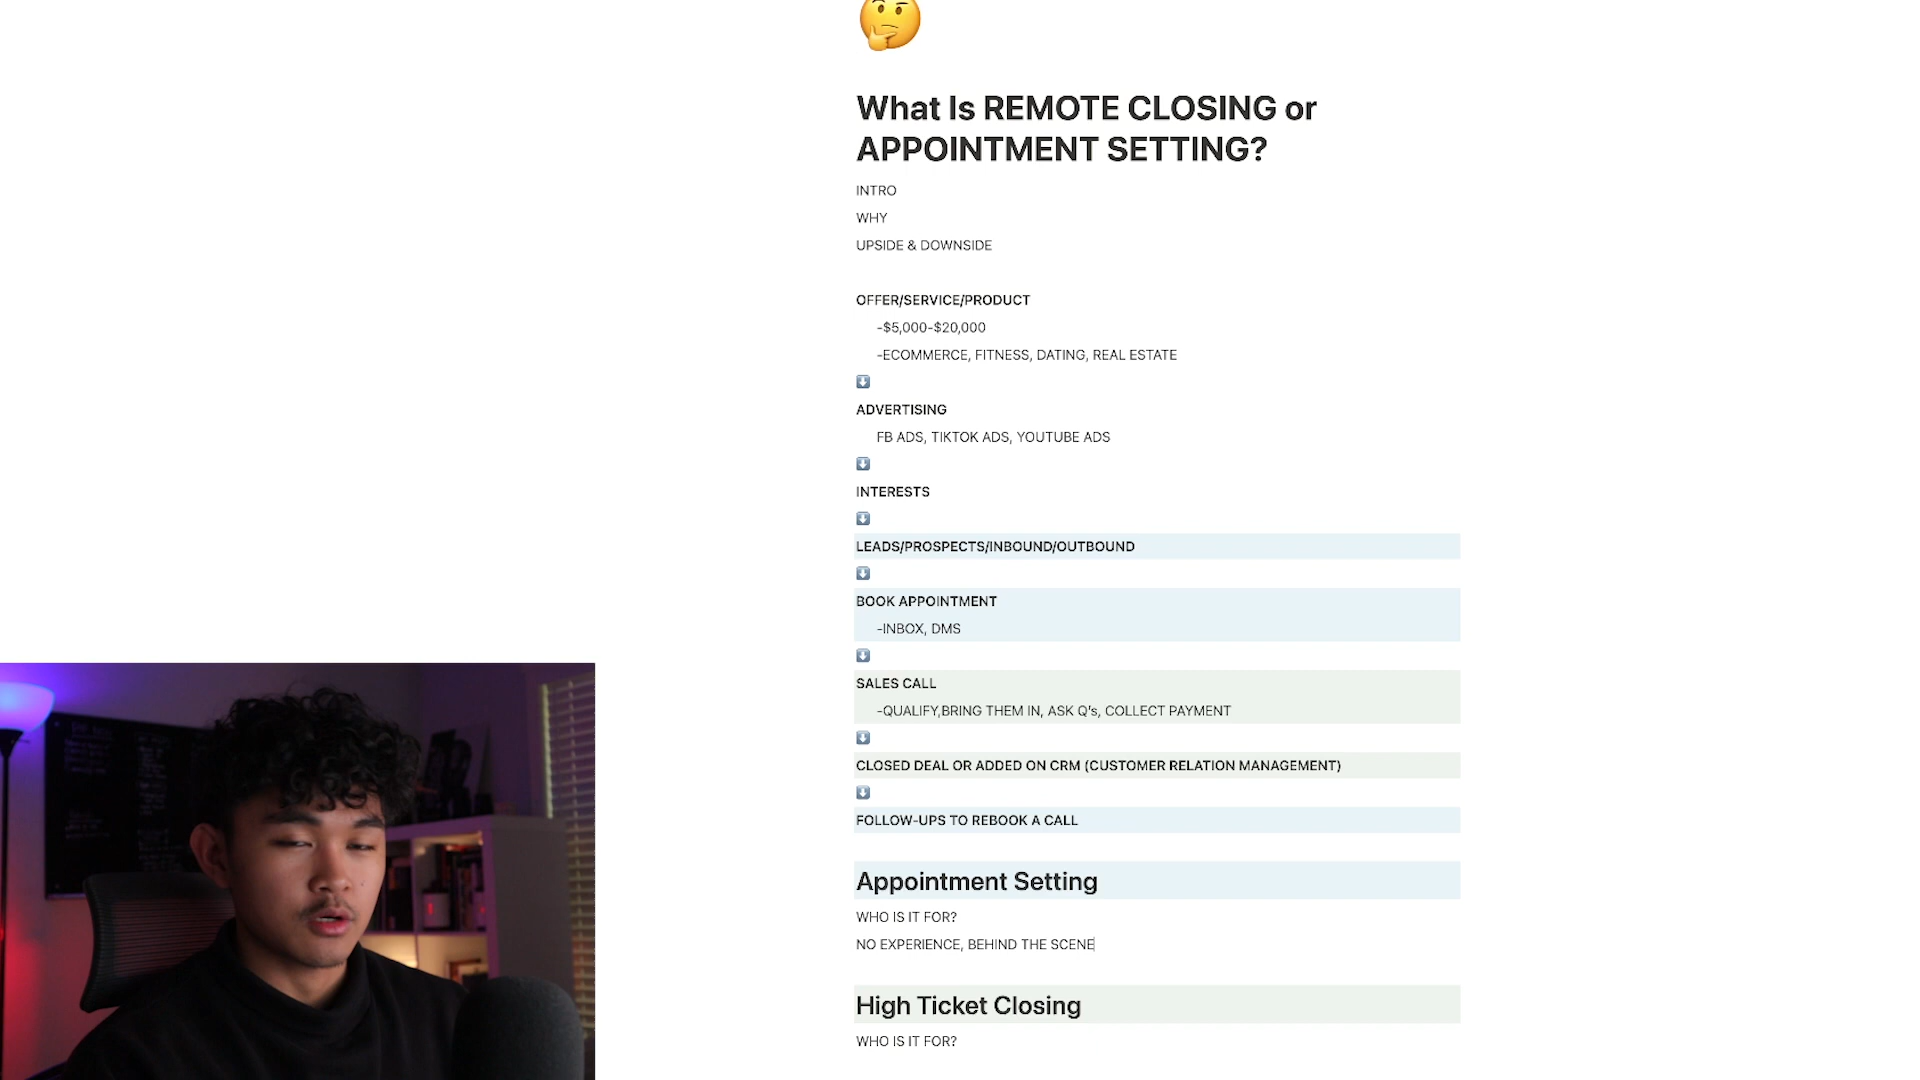 What Is REMOTE CLOSING or
APPOINTMENT SETTING?
INTRO
WHY
UPSIDE & DOWNSIDE
OFFER/SERVICE/PRODUCT
-$5,000-$20,000
-ECOMMERCE, FITNESS, DATING, REAL ESTATE
ADVERTISING
FB ADS, TIKTOK ADS, YOUTUBE ADS
INTERESTS
LEADS/PROSPECTS/INBOUND/OUTBOUND
BOOK APPOINTMENT
-INBOX, DMS
SALES CALL
-QUALIFY,BRING THEM IN, ASK Q's, COLLECT PAYMENT
CLOSED DEAL OR ADDED ON CRM (CUSTOMER RELATION MANAGEMENT)
FOLLOW-UPS TO REBOOK A CALL
Appointment Setting
WHO IS IT FOR?
NO EXPERIENCE, BEHIND THE SCENE
High Ticket Closing
WHO IS IT FOR?